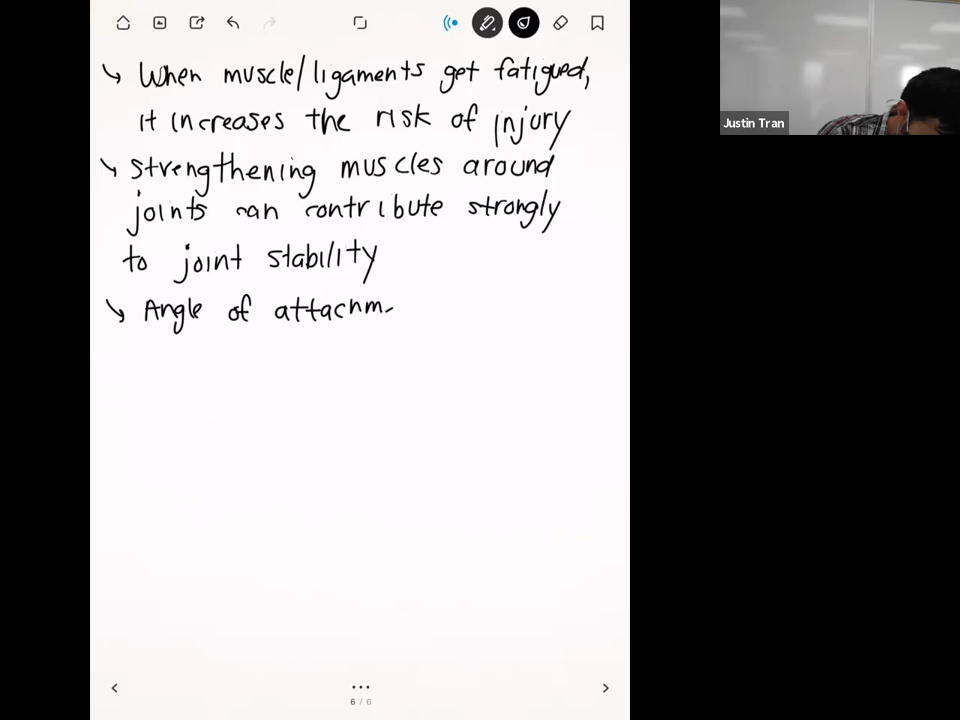 ↘ When muscle/ligaments get fatigued,
it increases the risk of injury
↘ strengthening muscles around
joints can contribute strongly
to joint stability
↘ Angle of attachm
6 / 6
Justin Tran